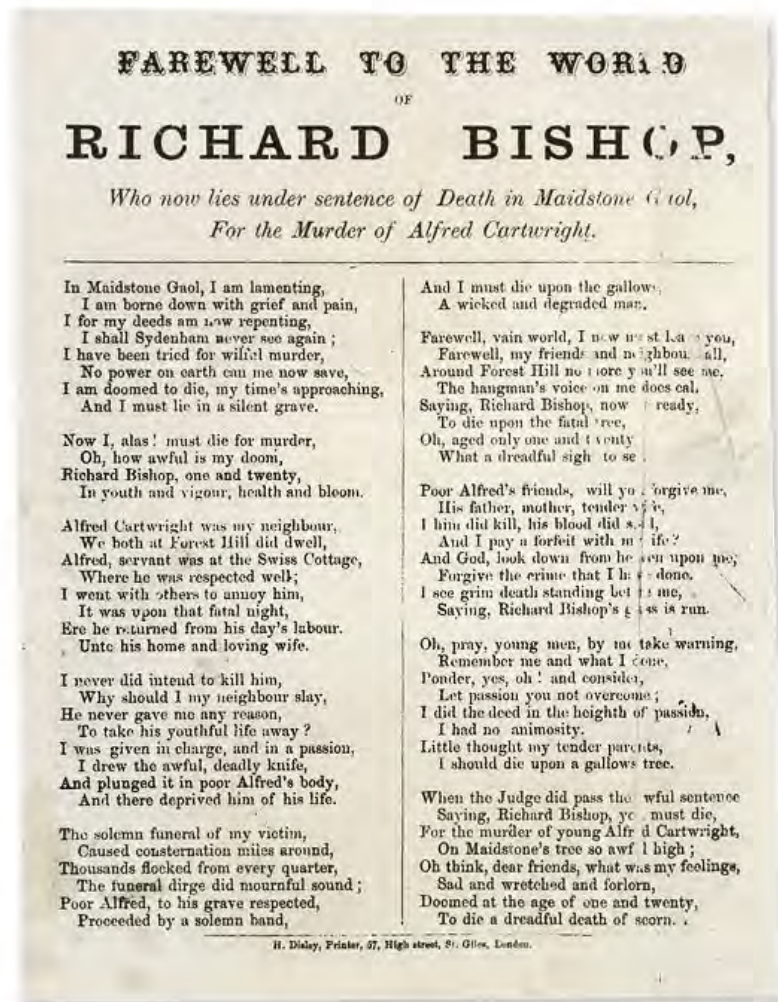 FAREWELL TO THE WORLD
OF
RICHARD BISHOP,
Who now lies under sentence of Death in Maidstone Gaol,
For the Murder of Alfred Cartwright.
In Maidstone Gaol, I am lamenting,
I am borne down with grief and pain,
I for my deeds am now repenting,
I shall Sydenham never see again ;
I have been tried for wilful murder,
No power on earth can me now save,
I am doomed to die, my time's approaching,
And I must lie in a silent grave.
Now I, alas! must die for murder,
Oh, how awful is my doom,
Richard Bishop, one and twenty,
In youth and vigour, health and bloom.
Alfred Cartwright was my neighbour,
We both at Forest Hill did dwell,
Alfred, servant was at the Swiss Cottage,
Where he was respected well;
I went with others to annoy him,
It was upon that fatal night,
Ere he returned from his day's labour.
Unto his home and loving wife.
I never did intend to kill him,
Why should I my neighbour slay,
He never gave me any reason,
To take his youthful life away ?
I was given in charge, and in a passion,
I drew the awful, deadly knife,
And plunged it in poor Alfred's body,
And there deprived him of his life.
The solemn funeral of my victim,
Caused consternation miles around,
Thousands flocked from every quarter,
The funeral dirge did mournful sound ;
Poor Alfred, to his grave respected,
Proceeded by a solemn band,
And I must die upon the gallows,
A wicked and degraded man.
Farewell, vain world, I now must leave you,
Farewell, my friends and neighbours all,
Around Forest Hill no more you'll see me,
The hangman's voice on me does call,
Saying, Richard Bishop, now ready,
To die upon the fatal tree,
Oh, aged only one and twenty
What a dreadful sight to see
Poor Alfred's friends, will you forgive me,
His father, mother, tender wife,
I him did kill, his blood did spill,
And I pay a forfeit with my life?
And God, look down from heaven upon me,
Forgive the crime that I have done.
I see grim death standing before me,
Saying, Richard Bishop's glass is run.
Oh, pray, young men, by me take warning,
Remember me and what I done,
Ponder, yes, oh! and consider,
Let passion you not overcome ;
I did the deed in the heighth of passion,
I had no animosity.
Little thought my tender parents,
I should die upon a gallows tree.
When the Judge did pass the awful sentence
Saying, Richard Bishop, you must die,
For the murder of young Alfred Cartwright,
On Maidstone's tree so awful high ;
Oh think, dear friends, what was my feelings,
Sad and wretched and forlorn,
Doomed at the age of one and twenty,
To die a dreadful death of scorn.
H. Disley, Printer, 57, High street, St. Giles, London.